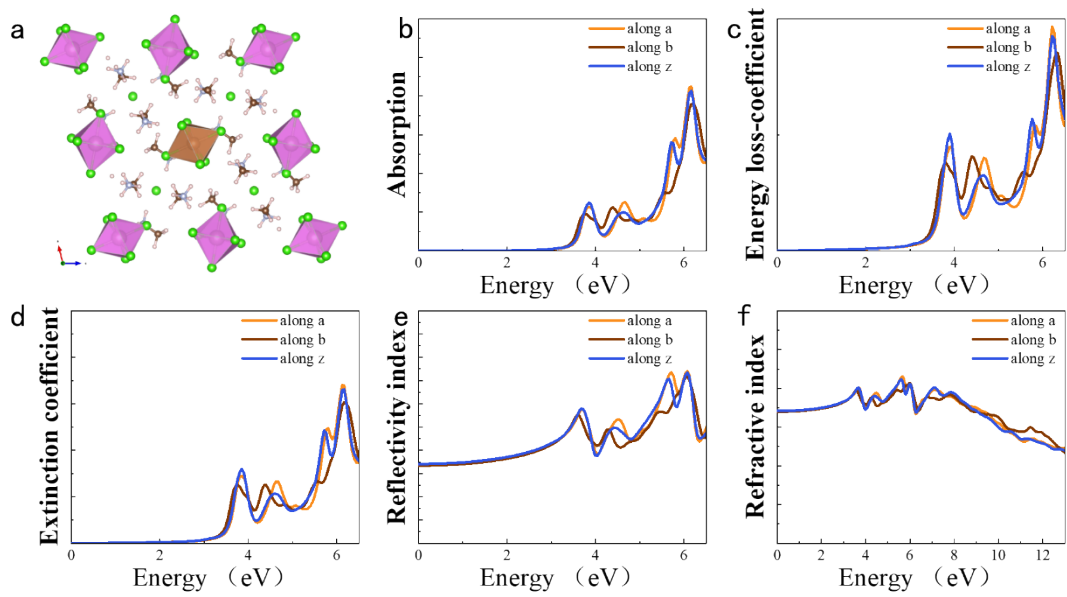 a
b
along a
along b
along z
Absorption
0
2
4
6
Energy （eV）
c
along a
along b
along z
Energy loss-coefficient
0
2
4
6
Energy （eV）
d
along a
along b
along z
Extinction coefficient
0
2
4
6
Energy （eV）
e
along a
along b
along z
Reflectivity index
0
2
4
6
Energy （eV）
f
along a
along b
along z
Refractive index
0
2
4
6
8
10
12
Energy （eV）